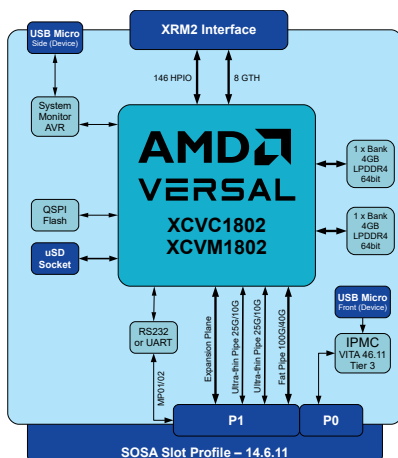 USB Micro
Side (Device)
XRM2 Interface
146 HPIO
8 GTH
System
Monitor
AVR
AMD
VERSAL
XCVC1802
XCVM1802
1 x Bank
4GB
LPDDR4
64bit
QSPI
Flash
1 x Bank
4GB
LPDDR4
64bit
uSD
Socket
USB Micro
Front (Device)
RS232
or UART
Expansion Plane
Ultra-thin Pipe 25G/10G
Ultra-thin Pipe 25G/10G
Fat Pipe 100G/40G
IPMC
VITA 46.11
Tier 3
MP01/02
P1
P0
SOSA Slot Profile – 14.6.11